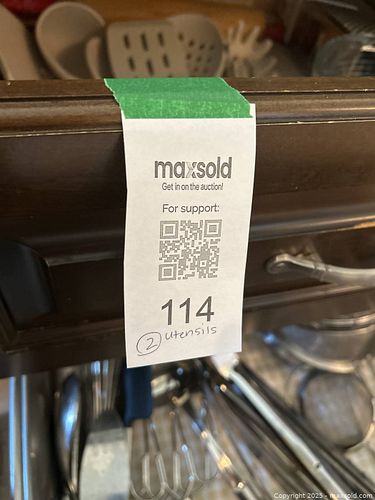 maxsold
Get in on the auction!
For support:
114
② utensils
Copyright 2025 - maxsold.com